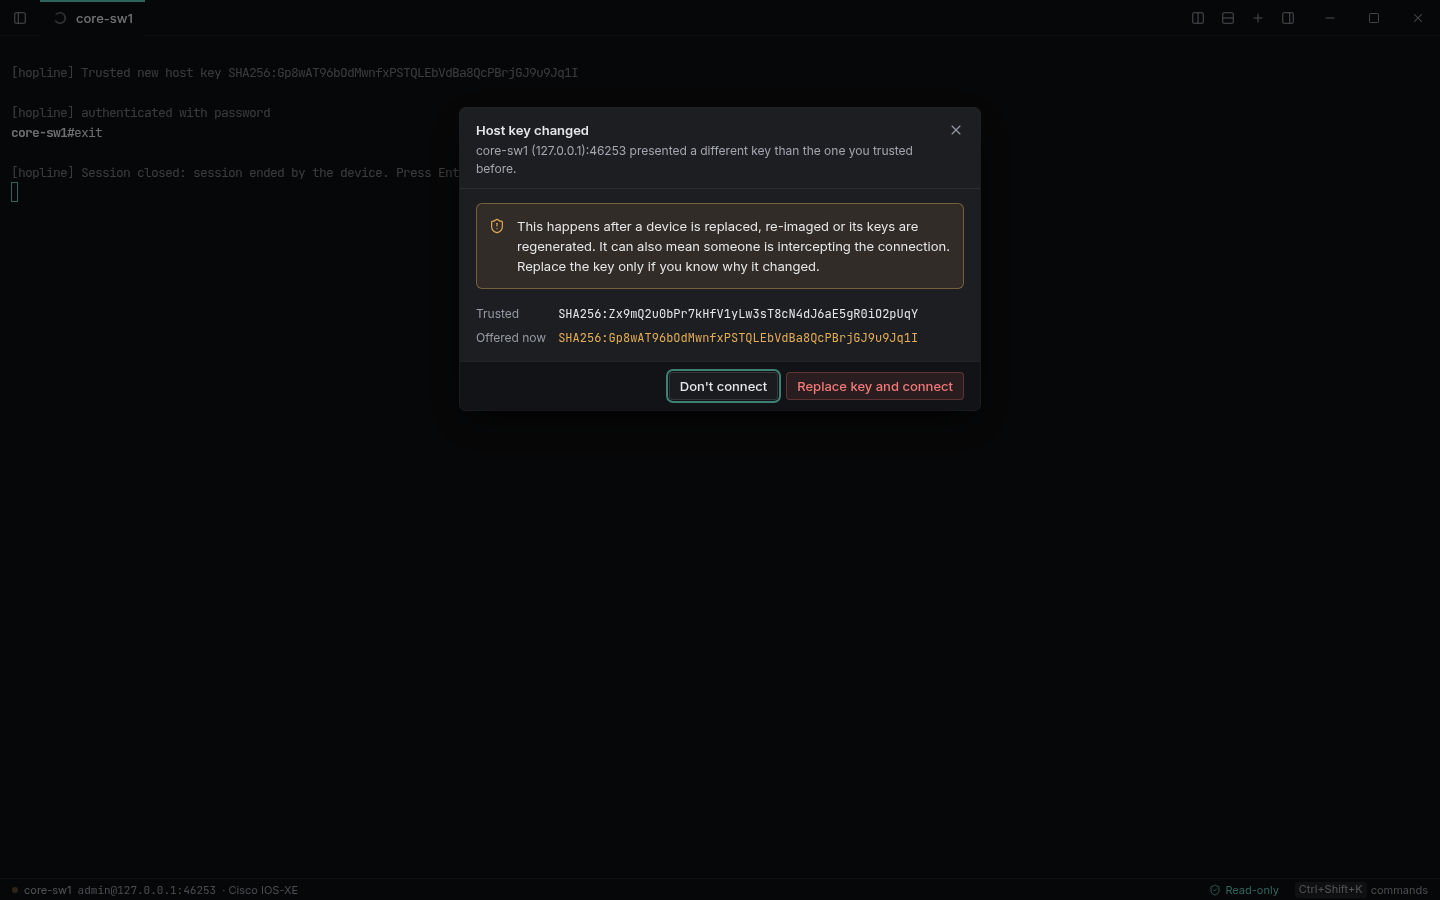 core-sw1
[hopline] Trusted new host key SHA256:Gp8wAT96bOdMwnfxPSTQLEbVdBa8QcPBrjGJ9u9Jq1I
[hopline] authenticated with password
core-sw1#exit
[hopline] Session closed: session ended by the device. Press Ent
Host key changed
core-sw1 (127.0.0.1):46253 presented a different key than the one you trusted
before.
This happens after a device is replaced, re-imaged or its keys are
regenerated. It can also mean someone is intercepting the connection.
Replace the key only if you know why it changed.
Trusted SHA256:Zx9mQ2u0bPr7kHfV1yLw3sT8cN4dJ6aE5gR0iO2pUqY
Offered now SHA256:Gp8wAT96bOdMwnfxPSTQLEbVdBa8QcPBrjGJ9u9Jq1I
Don't connect Replace key and connect
core-sw1 admin@127.0.0.1:46253 · Cisco IOS-XE Read-only Ctrl+Shift+K commands